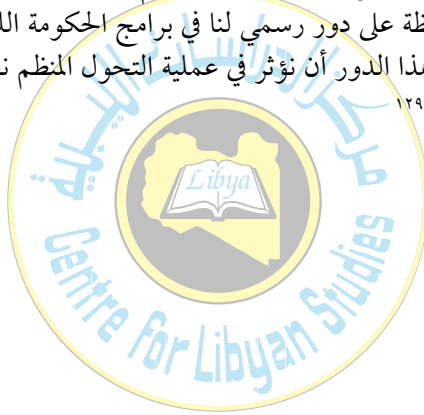 ظة على دور رسمي لنا في برامج الحكومة الل
هذا الدور أن نؤثر في عملية التحول المنظم ن
١٢٩
مركز الدراسات الليبية
Libya
Centre for Libyan Studies